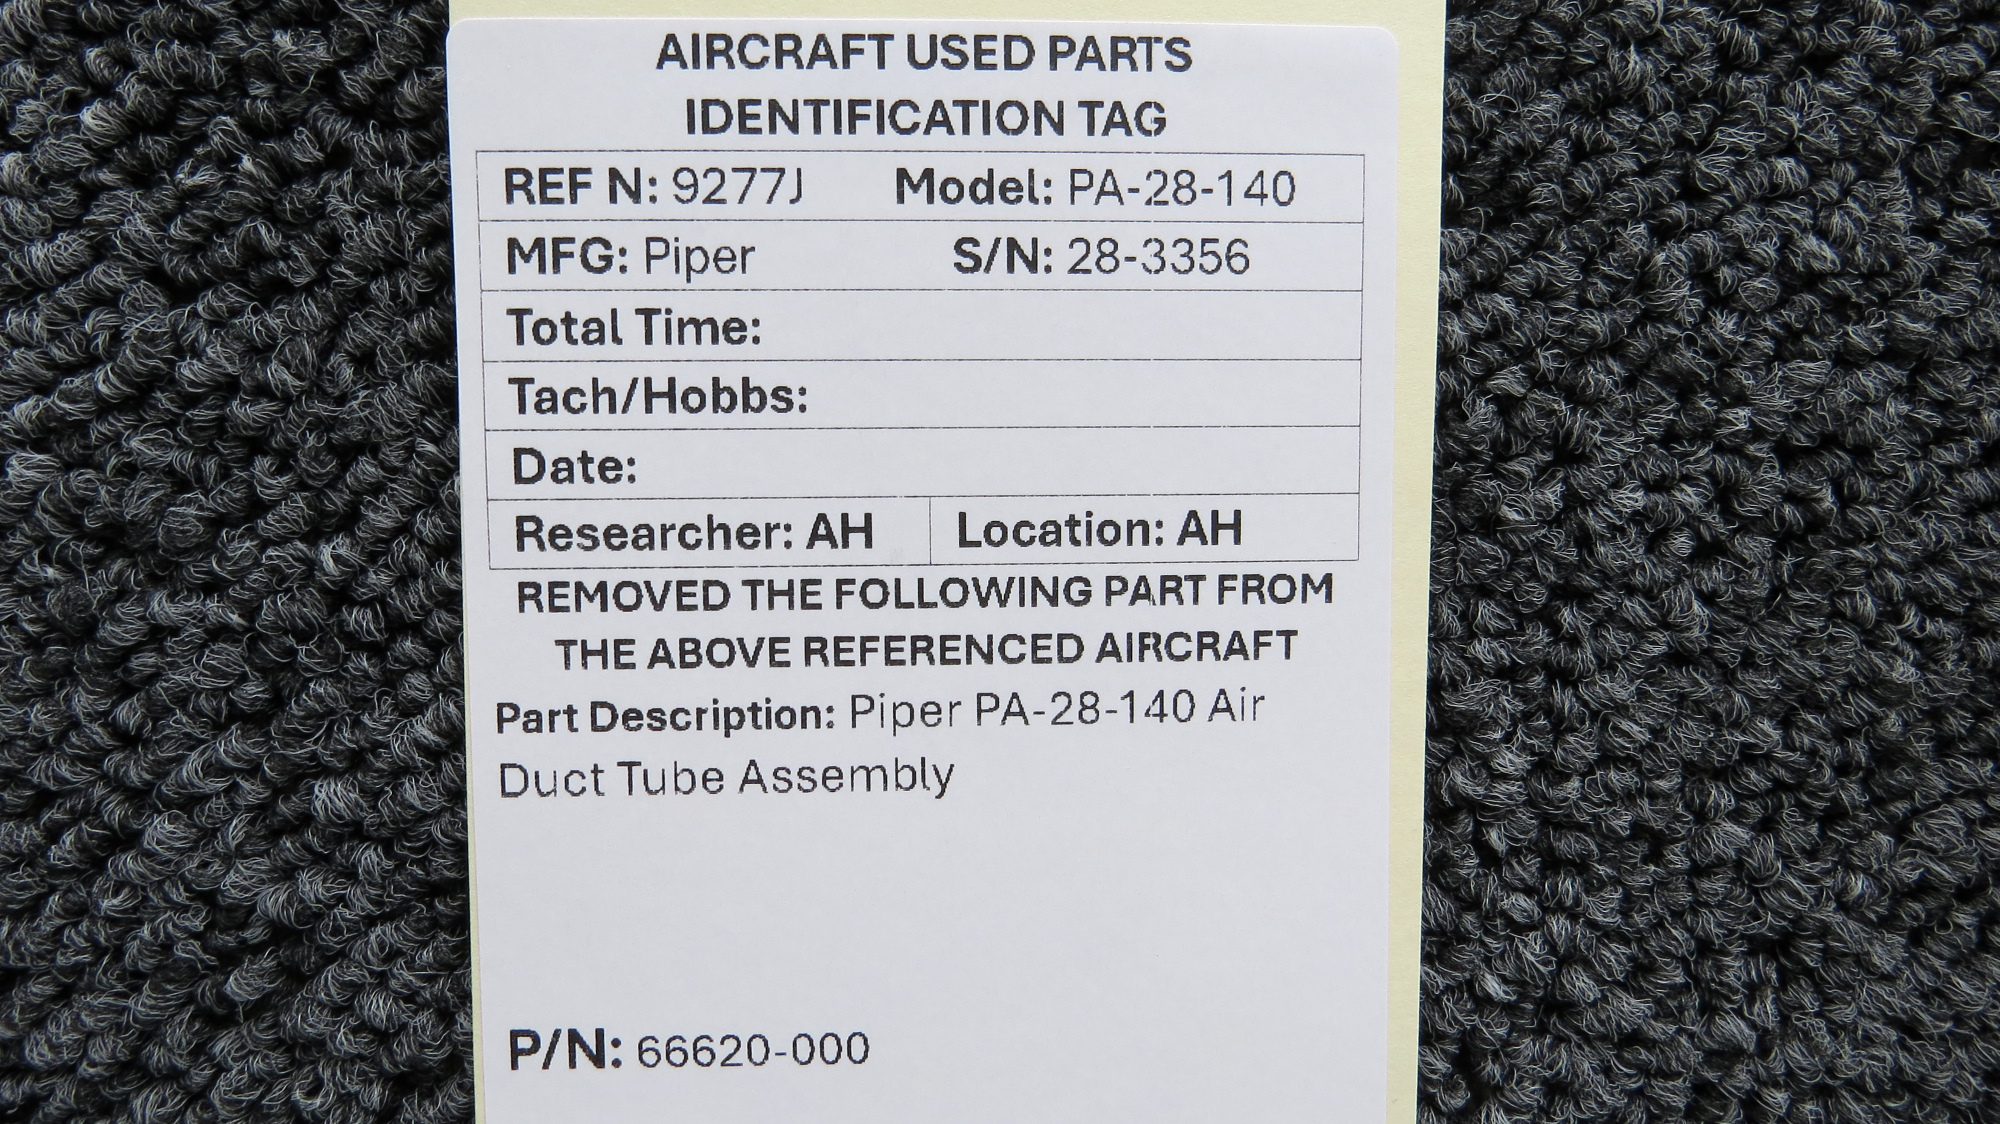 AIRCRAFT USED PARTS
IDENTIFICATION TAG
REF N: 9277J Model: PA-28-140
MFG: Piper S/N: 28-3356
Total Time:
Tach/Hobbs:
Date:
Researcher: AH Location: AH
REMOVED THE FOLLOWING PART FROM
THE ABOVE REFERENCED AIRCRAFT
Part Description: Piper PA-28-140 Air
Duct Tube Assembly
P/N: 66620-000